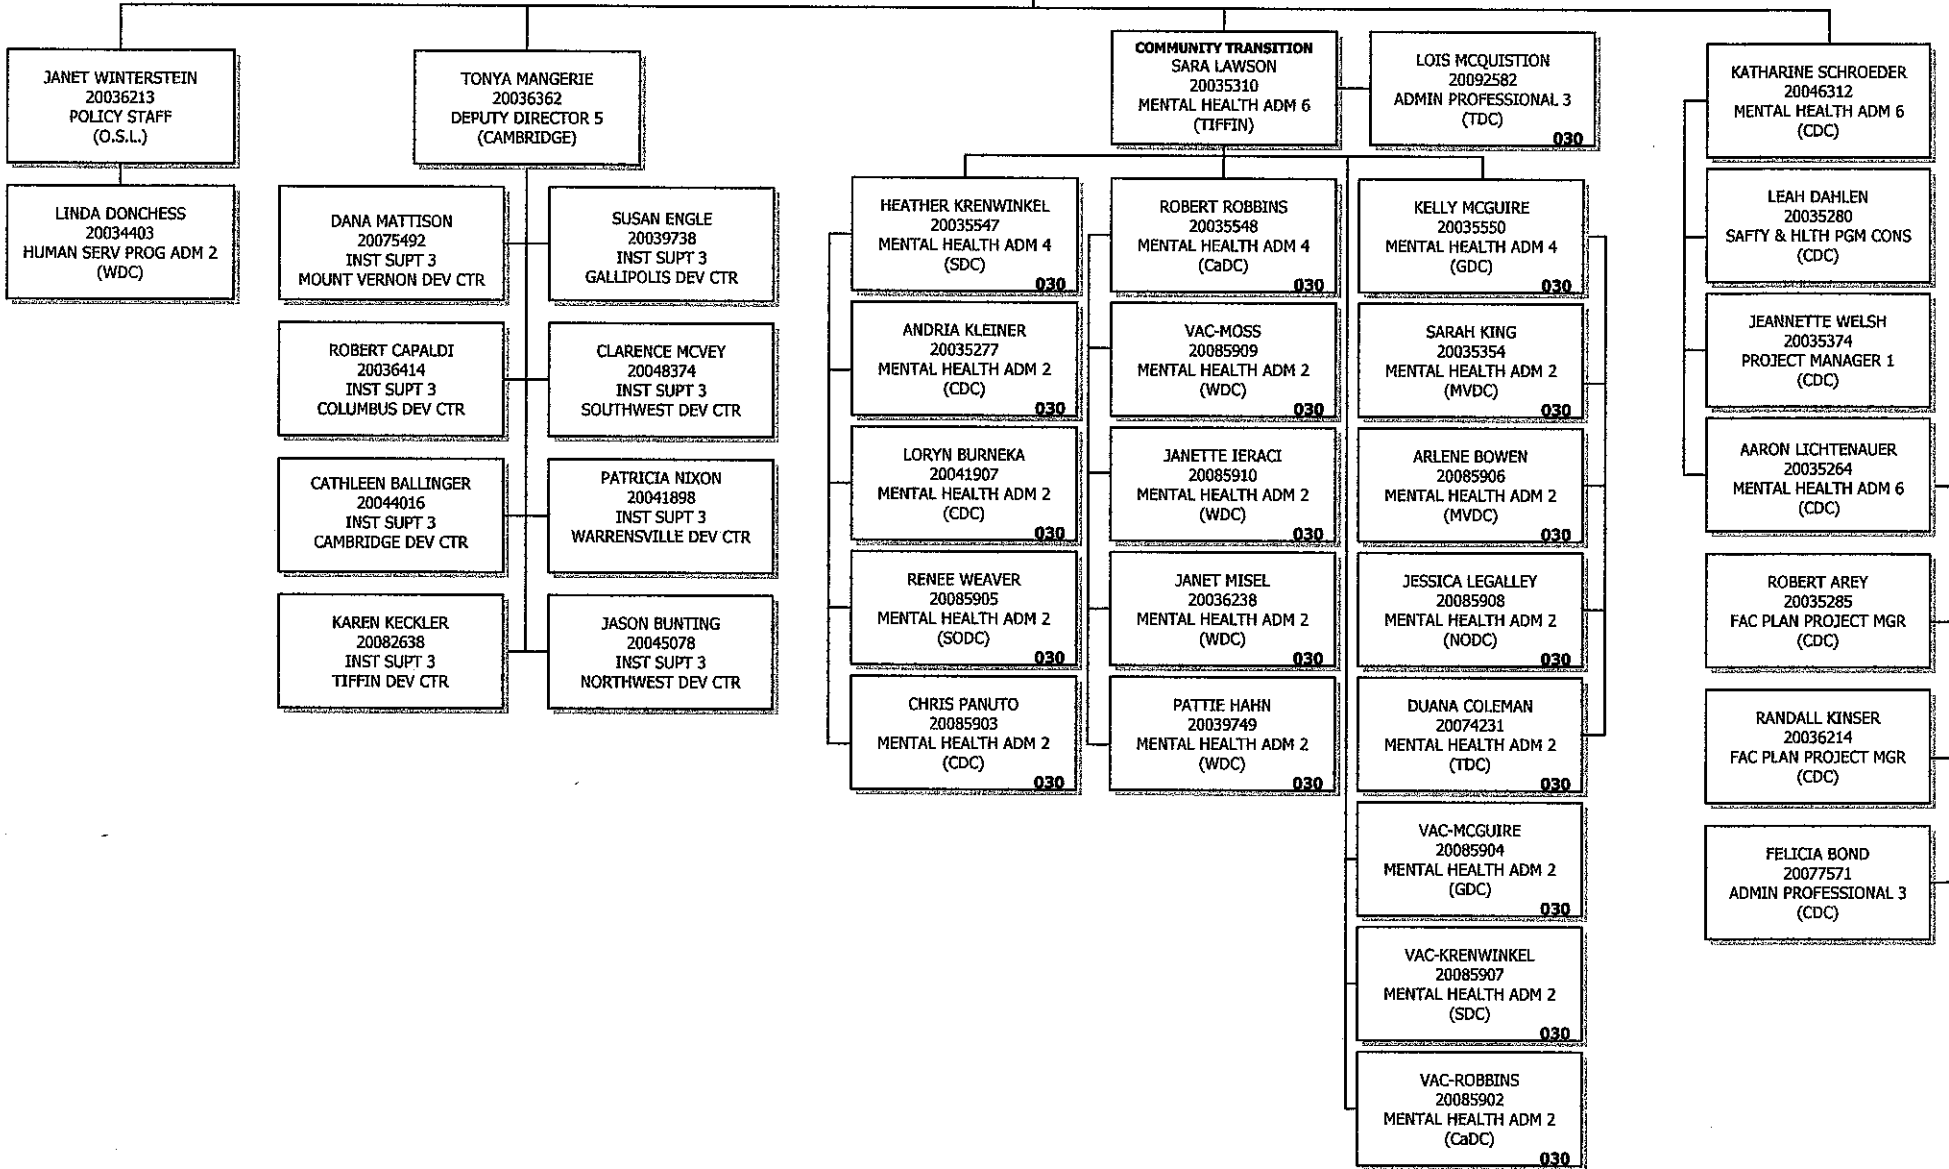 JANET WINTERSTEIN
20036213
POLICY STAFF
(O.S.L.)
LINDA DONCHESS
20034403
HUMAN SERV PROG ADM 2
(WDC)
TONYA MANGERIE
20036362
DEPUTY DIRECTOR 5
(CAMBRIDGE)
DANA MATTISON
20075492
INST SUPT 3
MOUNT VERNON DEV CTR
SUSAN ENGLE
20039738
INST SUPT 3
GALLIPOLIS DEV CTR
ROBERT CAPALDI
20036414
INST SUPT 3
COLUMBUS DEV CTR
CLARENCE MCVEY
20048374
INST SUPT 3
SOUTHWEST DEV CTR
CATHLEEN BALLINGER
20044016
INST SUPT 3
CAMBRIDGE DEV CTR
PATRICIA NIXON
20041898
INST SUPT 3
WARRENSVILLE DEV CTR
KAREN KECKLER
20082638
INST SUPT 3
TIFFIN DEV CTR
JASON BUNTING
20045078
INST SUPT 3
NORTHWEST DEV CTR
COMMUNITY TRANSITION
SARA LAWSON
20035310
MENTAL HEALTH ADM 6
(TIFFIN)
LOIS MCQUISTION
20092582
ADMIN PROFESSIONAL 3
(TDC)
030
HEATHER KRENWINKEL
20035547
MENTAL HEALTH ADM 4
(SDC)
030
ANDRIA KLEINER
20035277
MENTAL HEALTH ADM 2
(CDC)
030
LORYN BURNEKA
20041907
MENTAL HEALTH ADM 2
(CDC)
030
RENEE WEAVER
20085905
MENTAL HEALTH ADM 2
(SODC)
030
CHRIS PANUTO
20085903
MENTAL HEALTH ADM 2
(CDC)
030
ROBERT ROBBINS
20035548
MENTAL HEALTH ADM 4
(CaDC)
030
VAC-MOSS
20085909
MENTAL HEALTH ADM 2
(WDC)
030
JANETTE IERACI
20085910
MENTAL HEALTH ADM 2
(WDC)
030
JANET MISEL
20036238
MENTAL HEALTH ADM 2
(WDC)
030
PATTIE HAHN
20039749
MENTAL HEALTH ADM 2
(WDC)
030
KELLY MCGUIRE
20035550
MENTAL HEALTH ADM 4
(GDC)
030
SARAH KING
20035354
MENTAL HEALTH ADM 2
(MVDC)
030
ARLENE BOWEN
20085906
MENTAL HEALTH ADM 2
(MVDC)
030
JESSICA LEGALLEY
20085908
MENTAL HEALTH ADM 2
(NODC)
030
DUANA COLEMAN
20074231
MENTAL HEALTH ADM 2
(TDC)
030
VAC-MCGUIRE
20085904
MENTAL HEALTH ADM 2
(GDC)
030
VAC-KRENWINKEL
20085907
MENTAL HEALTH ADM 2
(SDC)
030
VAC-ROBBINS
20085902
MENTAL HEALTH ADM 2
(CaDC)
030
KATHARINE SCHROEDER
20046312
MENTAL HEALTH ADM 6
(CDC)
LEAH DAHLEN
20035280
SAFTY & HLTH PGM CONS
(CDC)
JEANNETTE WELSH
20035374
PROJECT MANAGER 1
(CDC)
AARON LICHTENAUER
20035264
MENTAL HEALTH ADM 6
(CDC)
ROBERT AREY
20035285
FAC PLAN PROJECT MGR
(CDC)
RANDALL KINSER
20036214
FAC PLAN PROJECT MGR
(CDC)
FELICIA BOND
20077571
ADMIN PROFESSIONAL 3
(CDC)